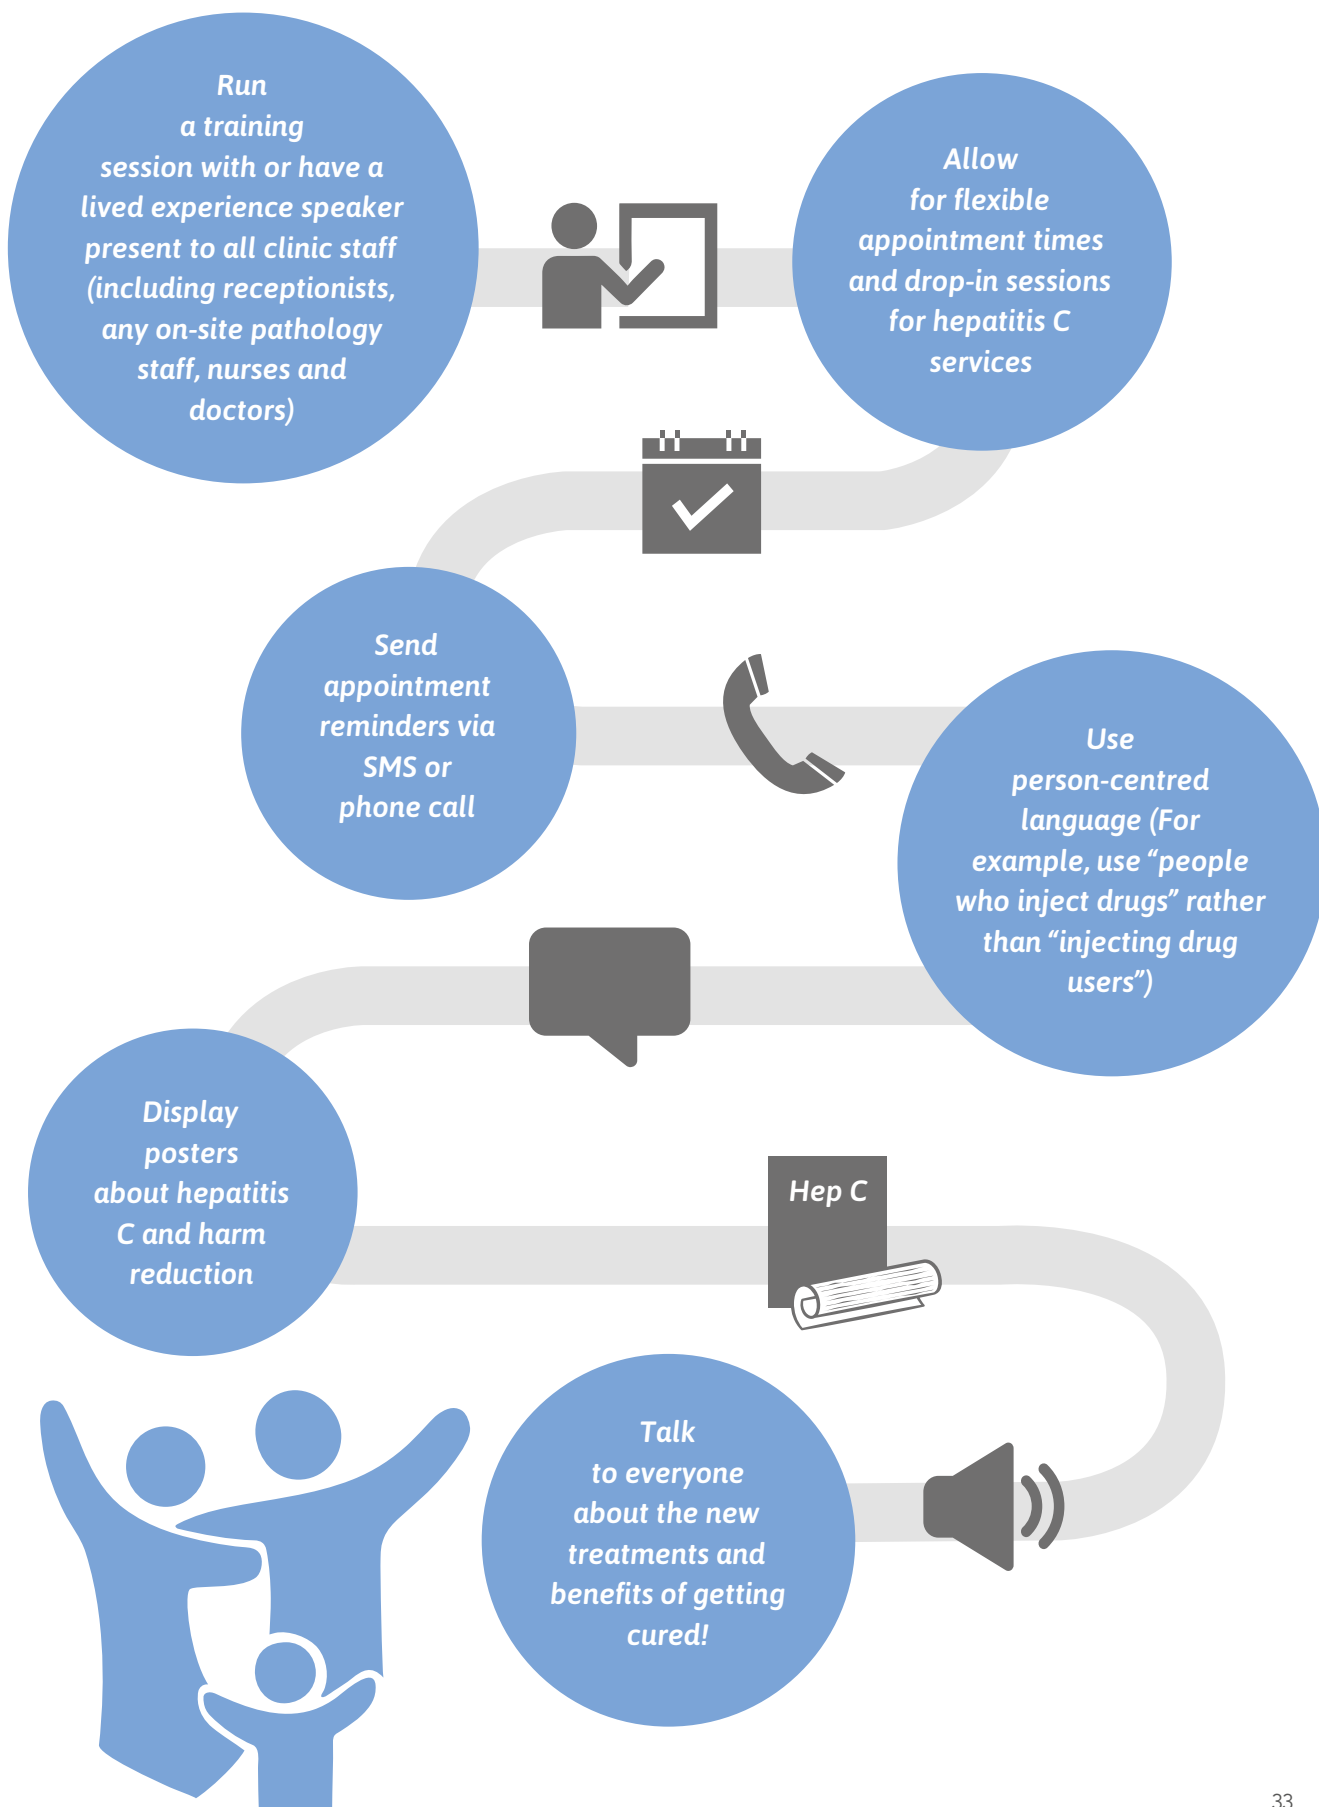 Run
a training
session with or have a
lived experience speaker
present to all clinic staff
(including receptionists,
any on-site pathology
staff, nurses and
doctors)
Allow
for flexible
appointment times
and drop-in sessions
for hepatitis C
services
Send
appointment
reminders via
SMS or
phone call
Use
person-centred
language (For
example, use “people
who inject drugs” rather
than “injecting drug
users”)
Display
posters
about hepatitis
C and harm
reduction
Hep C
Talk
to everyone
about the new
treatments and
benefits of getting
cured!
33